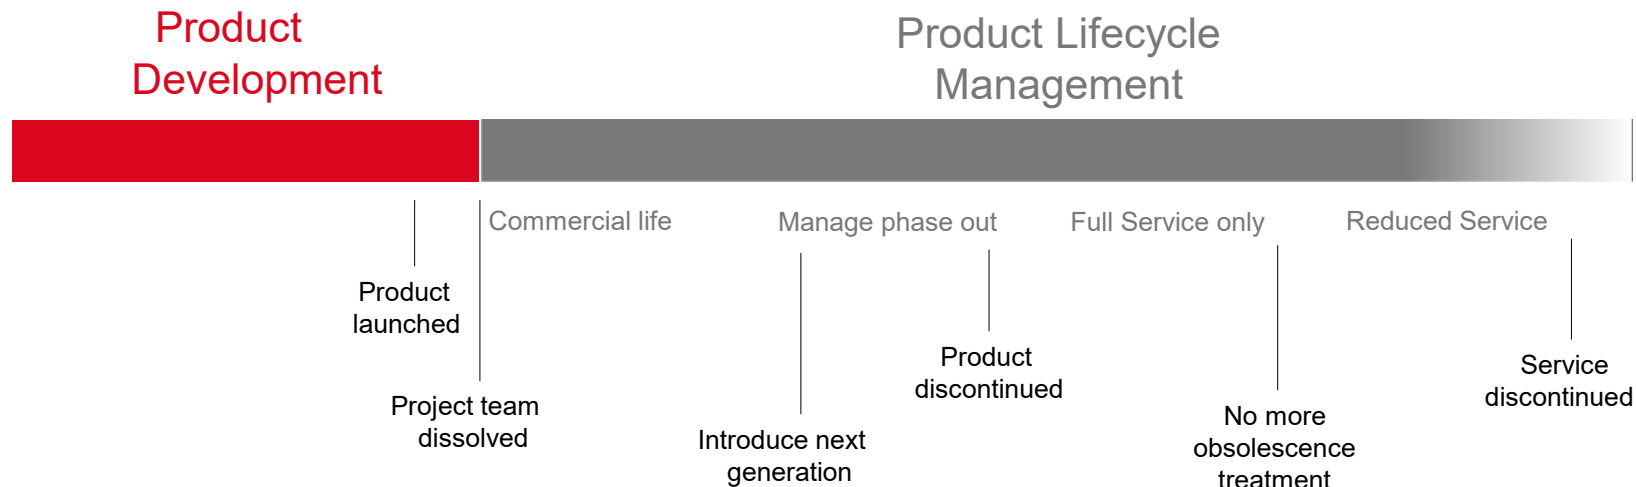 Product
Development
Product Lifecycle
Management
Commercial life
Manage phase out
Full Service only
Reduced Service
Product
launched
Project team
dissolved
Introduce next
generation
Product
discontinued
No more
obsolescence
treatment
Service
discontinued